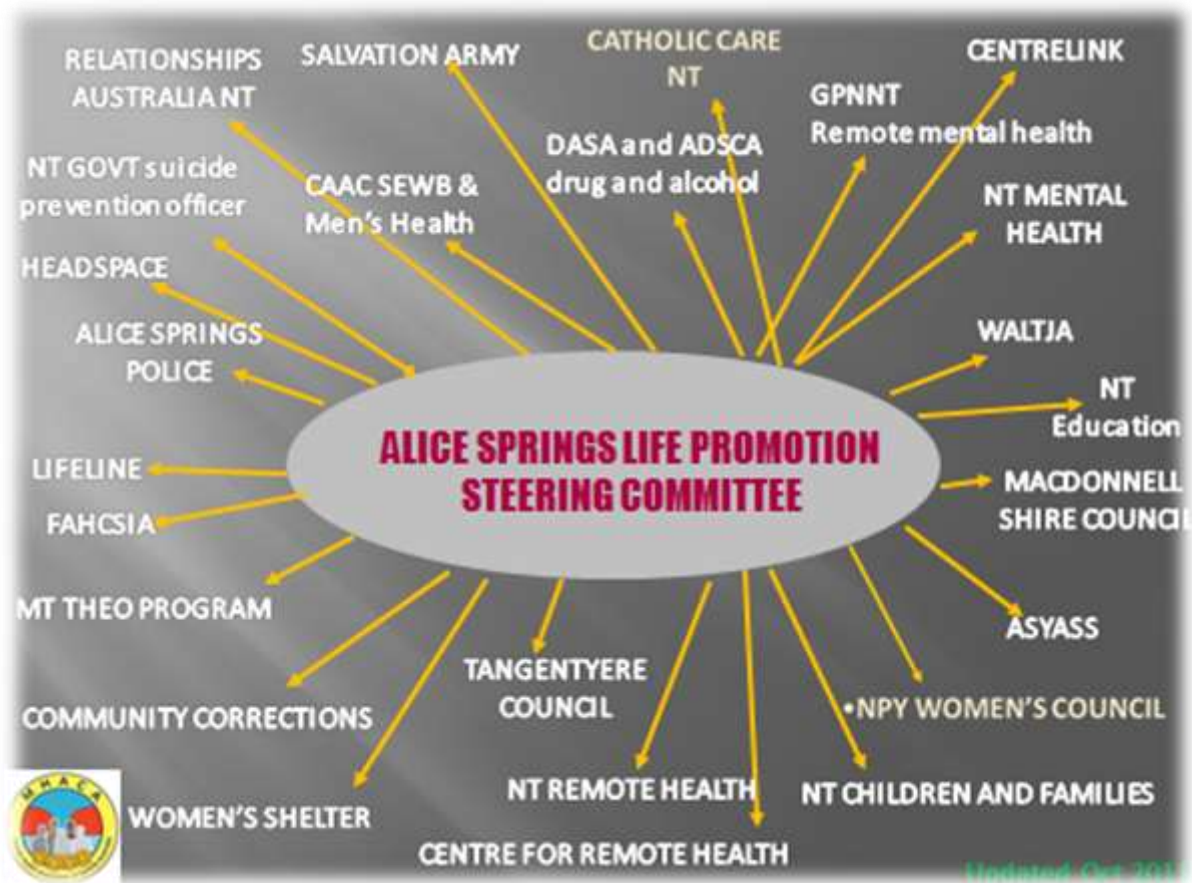 RELATIONSHIPS
AUSTRALIA NT
SALVATION ARMY
CATHOLIC CARE
NT
CENTRELINK
GPNNT
Remote mental health
NT GOVT suicide
prevention officer
CAAC SEWB &
Men's Health
DASA and ADSCA
drug and alcohol
NT MENTAL
HEALTH
HEADSPACE
ALICE SPRINGS
POLICE
WALTJA
NT
Education
ALICE SPRINGS LIFE PROMOTION
STEERING COMMITTEE
LIFELINE
FAHCSIA
MACDONNELL
SHIRE COUNCIL
MT THEO PROGRAM
ASYASS
TANGENTYERE
COUNCIL
COMMUNITY CORRECTIONS
•NPY WOMEN'S COUNCIL
NT REMOTE HEALTH
NT CHILDREN AND FAMILIES
MHACA
WOMEN'S SHELTER
CENTRE FOR REMOTE HEALTH
Updated Oct